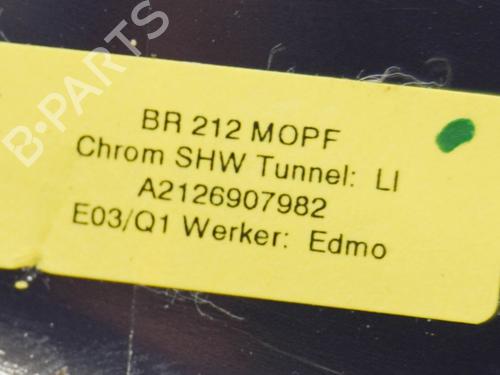 B-PARTS
BR 212 MOPF
Chrom SHW Tunnel: LI
A2126907982
E03/Q1 Werker: Edmo